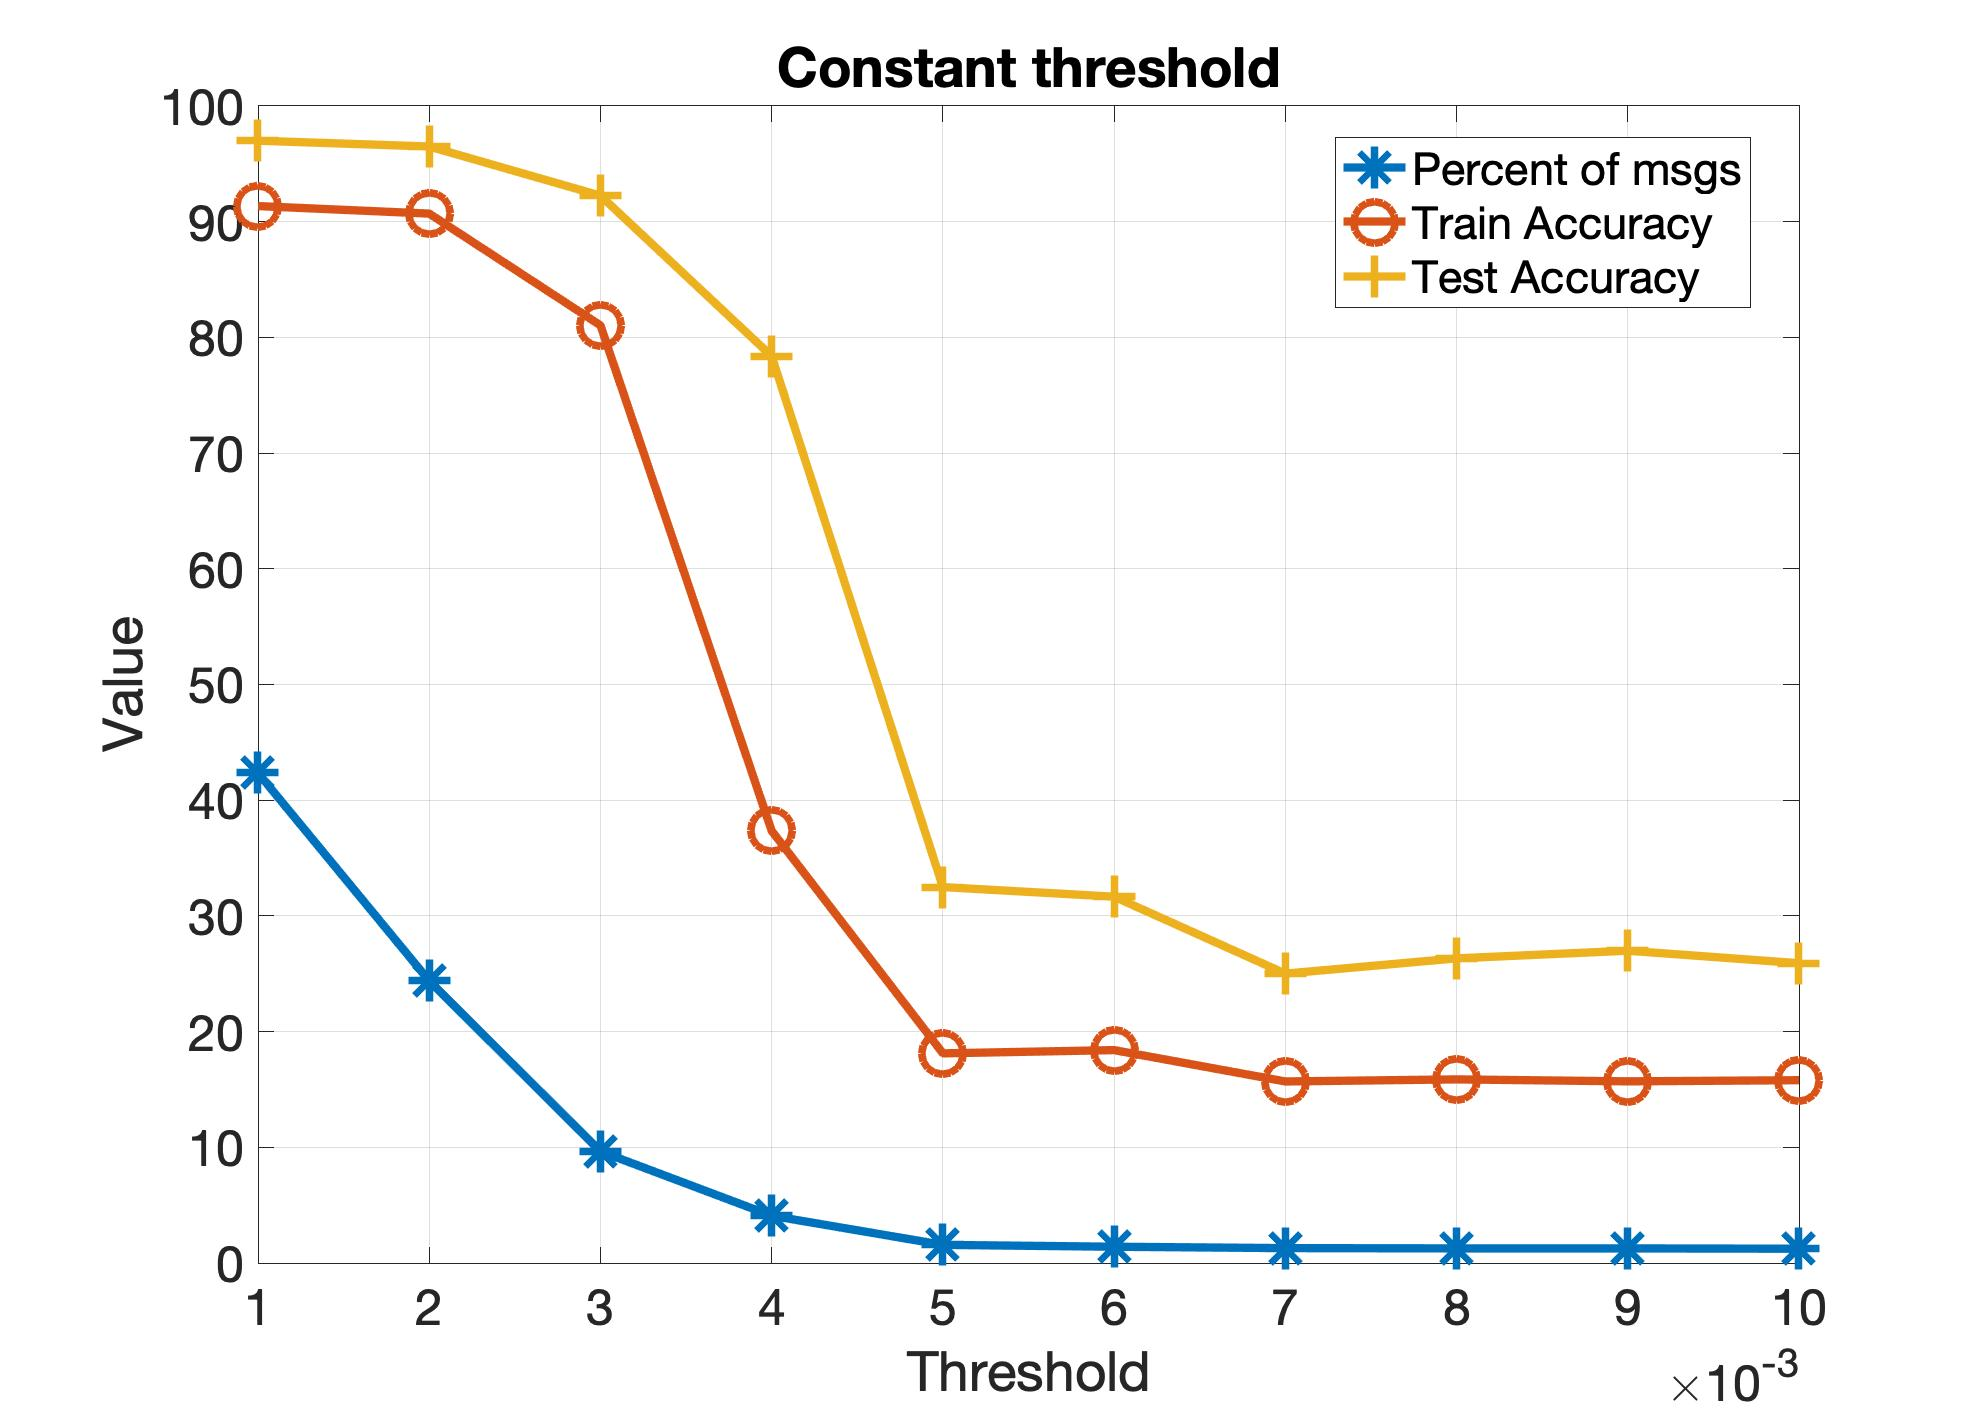 Constant threshold
100
90
80
70
60
50
40
30
20
10
0
Value
Percent of msgs
Train Accuracy
Test Accuracy
1 2 3 4 5 6 7 8 9 10
Threshold
×10⁻³